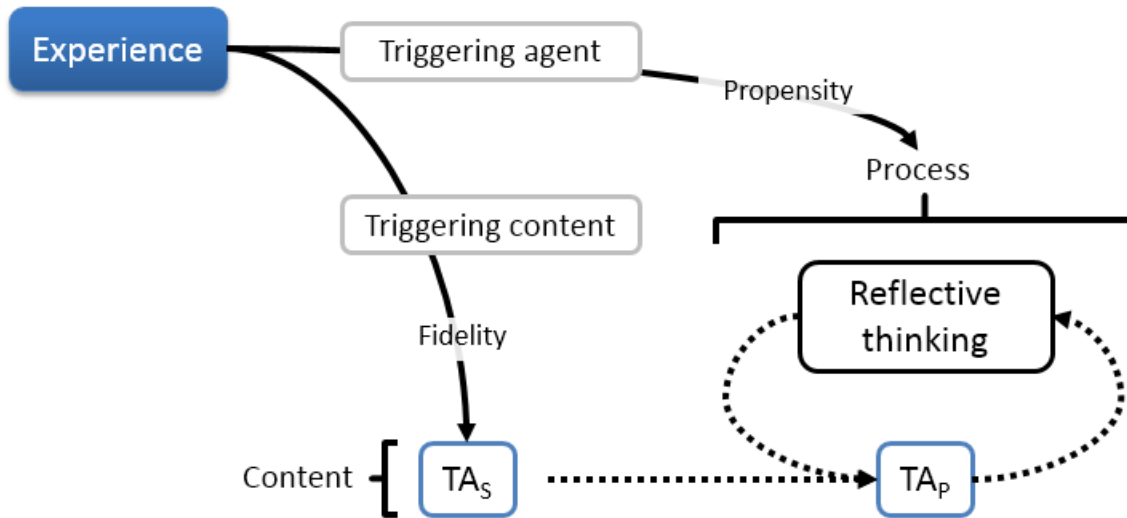 Experience
Triggering agent
Propensity
Process
Triggering content
Reflective
thinking
Fidelity
Content
TAS
TAP